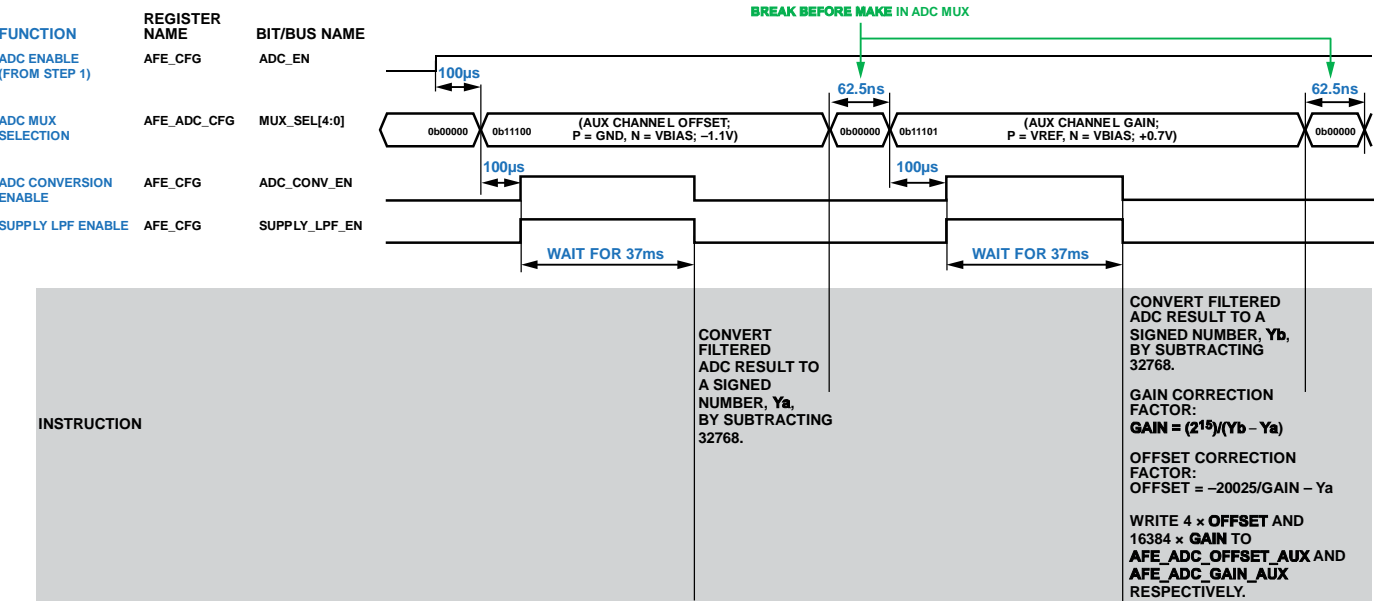 BREAK BEFORE MAKE IN ADC MUX
FUNCTION
REGISTER
NAME
BIT/BUS NAME
ADC ENABLE
(FROM STEP 1)
AFE_CFG
ADC_EN
100µs
62.5ns
62.5ns
ADC MUX
SELECTION
AFE_ADC_CFG
MUX_SEL[4:0]
0b00000
0b11100
(AUX CHANNEL OFFSET;
P = GND, N = VBIAS; –1.1V)
0b00000
0b11101
(AUX CHANNEL GAIN;
P = VREF, N = VBIAS; +0.7V)
0b00000
100µs
100µs
ADC CONVERSION
ENABLE
AFE_CFG
ADC_CONV_EN
SUPPLY LPF ENABLE
AFE_CFG
SUPPLY_LPF_EN
WAIT FOR 37ms
WAIT FOR 37ms
INSTRUCTION
CONVERT
FILTERED
ADC RESULT TO
A SIGNED
NUMBER, Ya,
BY SUBTRACTING
32768.
CONVERT FILTERED
ADC RESULT TO A
SIGNED NUMBER, Yb,
BY SUBTRACTING
32768.
GAIN CORRECTION
FACTOR:
GAIN = (2¹⁵)/(Yb – Ya)
OFFSET CORRECTION
FACTOR:
OFFSET = –20025/GAIN – Ya
WRITE 4 × OFFSET AND
16384 × GAIN TO
AFE_ADC_OFFSET_AUX AND
AFE_ADC_GAIN_AUX
RESPECTIVELY.